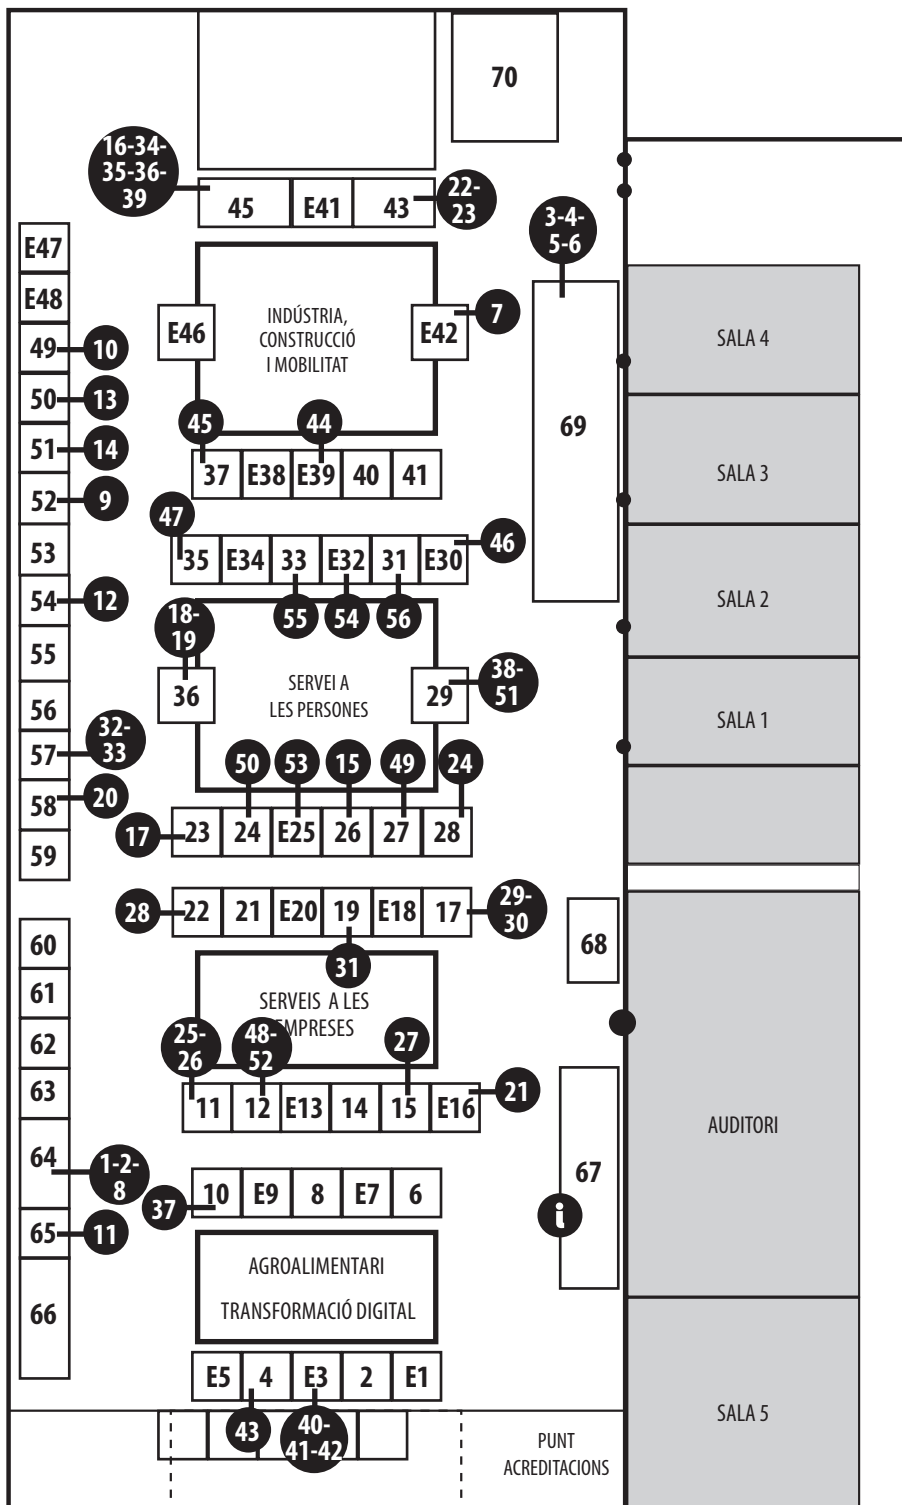 70
16-34-
35-36-
39
45
E41
43
22-
23
3-4-
5-6
E47
E48
49
10
50
13
51
14
52
9
53
54
12
55
56
57
32-
33
58
20
59
60
61
62
63
64
1-2-
8
65
11
66
INDÚSTRIA,
CONSTRUCCIÓ
I MOBILITAT
E46
E42
7
45
44
37
E38
E39
40
41
69
47
35
E34
33
E32
31
E30
46
55
54
56
18-
19
36
SERVEI A
LES PERSONES
29
38-
51
50
53
15
49
24
17
23
24
E25
26
27
28
28
22
21
E20
19
E18
17
29-
30
31
68
SERVEIS A LES
EMPRESES
25-
26
48-
52
27
11
12
E13
14
15
E16
21
37
10
E9
8
E7
6
67
i
AGROALIMENTARI
TRANSFORMACIÓ DIGITAL
E5
4
E3
2
E1
43
40-
41-42
PUNT
ACREDITACIONS
SALA 4
SALA 3
SALA 2
SALA 1
AUDITORI
SALA 5